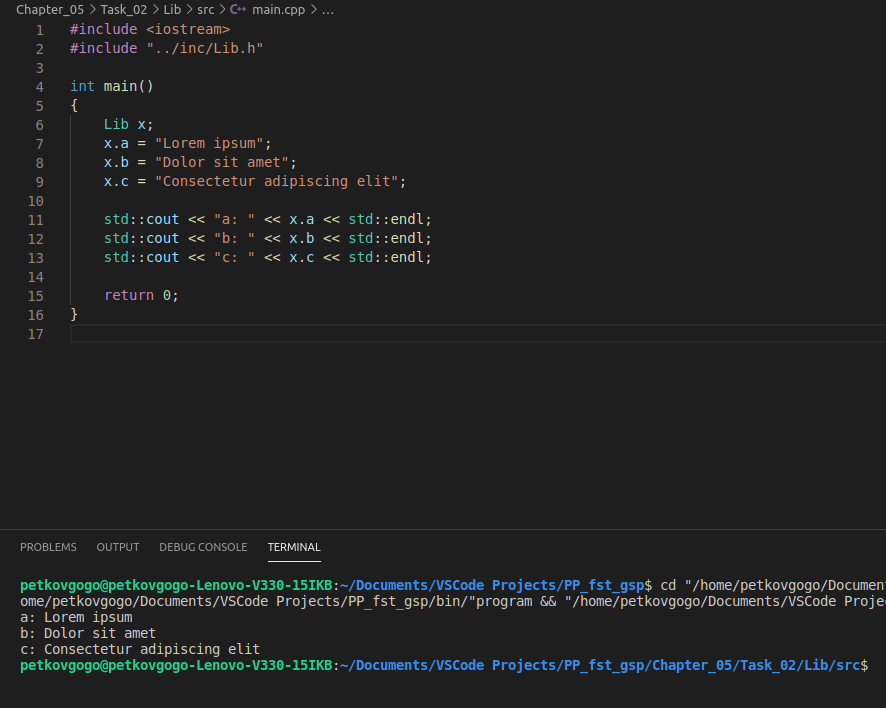 Chapter_05 > Task_02 > Lib > src > C++ main.cpp > ...
1 #include <iostream>
2 #include "../inc/Lib.h"
3
4 int main()
5 {
6     Lib x;
7     x.a = "Lorem ipsum";
8     x.b = "Dolor sit amet";
9     x.c = "Consectetur adipiscing elit";
10
11     std::cout << "a: " << x.a << std::endl;
12     std::cout << "b: " << x.b << std::endl;
13     std::cout << "c: " << x.c << std::endl;
14
15     return 0;
16 }
17
PROBLEMS OUTPUT DEBUG CONSOLE TERMINAL
petkovgogo@petkovgogo-Lenovo-V330-15IKB:~/Documents/VSCode Projects/PP_fst_gsp$ cd "/home/petkovgogo/Documen
ome/petkovgogo/Documents/VSCode Projects/PP_fst_gsp/bin/"program && "/home/petkovgogo/Documents/VSCode Proje
a: Lorem ipsum
b: Dolor sit amet
c: Consectetur adipiscing elit
petkovgogo@petkovgogo-Lenovo-V330-15IKB:~/Documents/VSCode Projects/PP_fst_gsp/Chapter_05/Task_02/Lib/src$